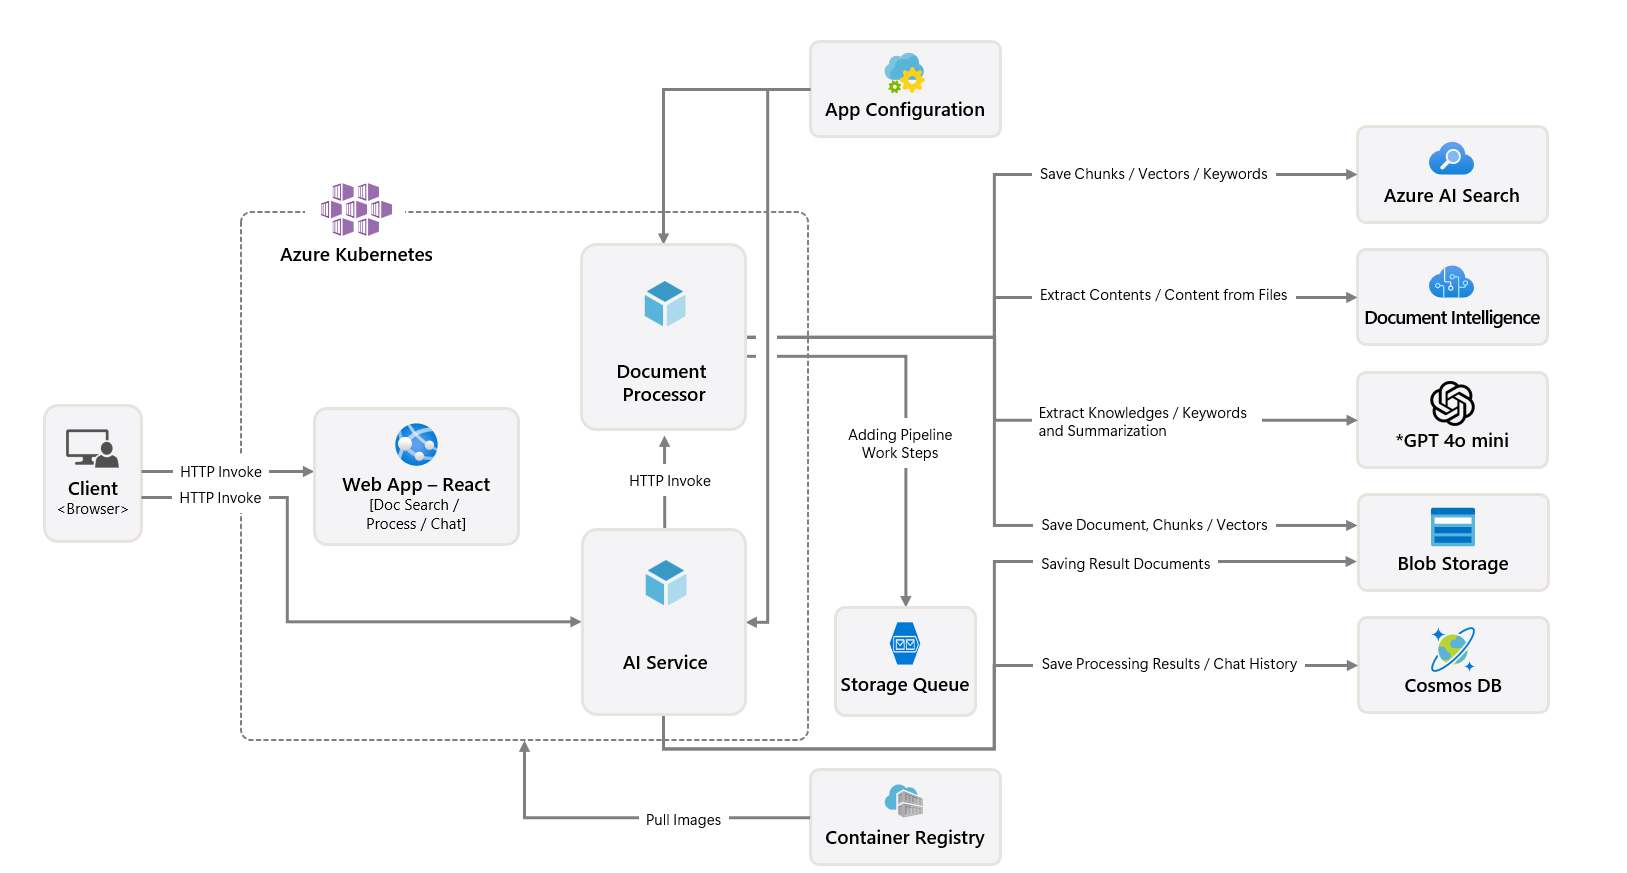 App Configuration
Save Chunks / Vectors / Keywords
Azure AI Search
Azure Kubernetes
Extract Contents / Content from Files
Document Intelligence
Document
Processor
Extract Knowledges / Keywords
and Summarization
*GPT 4o mini
Adding Pipeline
Work Steps
Client
<Browser>
HTTP Invoke
HTTP Invoke
Web App – React
[Doc Search /
Process / Chat]
HTTP Invoke
Save Document, Chunks / Vectors
Saving Result Documents
Blob Storage
AI Service
Storage Queue
Save Processing Results / Chat History
Cosmos DB
Pull Images
Container Registry